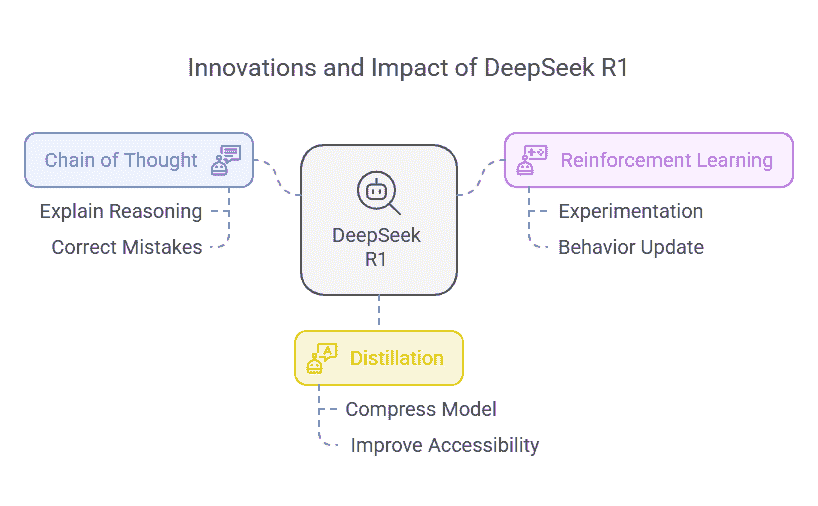 Innovations and Impact of DeepSeek R1
Chain of Thought
Explain Reasoning
Correct Mistakes
DeepSeek
R1
Reinforcement Learning
Experimentation
Behavior Update
Distillation
Compress Model
Improve Accessibility